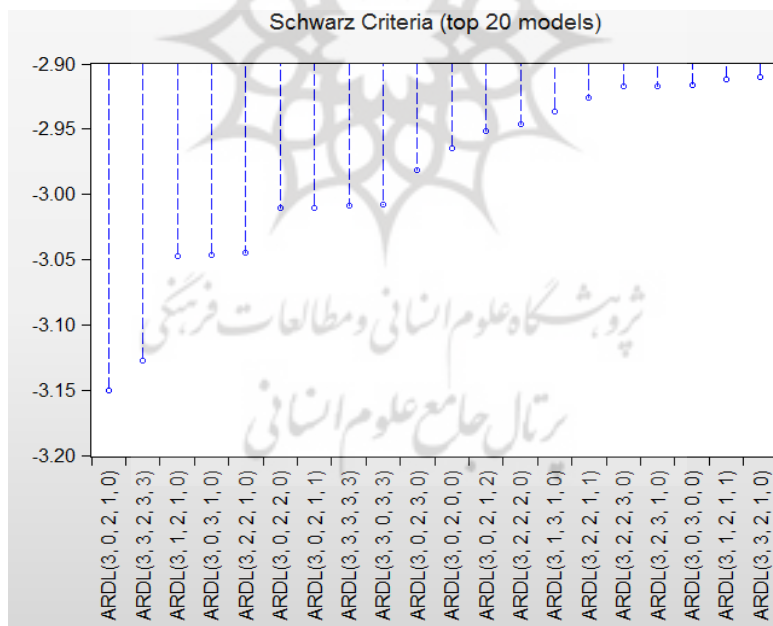 Schwarz Criteria (top 20 models)
-2.90
-2.95
-3.00
-3.05
-3.10
-3.15
-3.20
پژوهشگاه علوم انسانی و مطالعات فرهنگی
پرتال جامع علوم انسانی
ARDL(3, 0, 2, 1, 0)
ARDL(3, 3, 2, 3, 3)
ARDL(3, 1, 2, 1, 0)
ARDL(3, 0, 3, 1, 0)
ARDL(3, 2, 2, 1, 0)
ARDL(3, 0, 2, 2, 0)
ARDL(3, 0, 2, 1, 1)
ARDL(3, 3, 3, 3, 3)
ARDL(3, 3, 0, 3, 3)
ARDL(3, 0, 2, 3, 0)
ARDL(3, 0, 2, 0, 0)
ARDL(3, 0, 2, 1, 2)
ARDL(3, 2, 2, 2, 0)
ARDL(3, 1, 3, 1, 0)
ARDL(3, 2, 2, 1, 1)
ARDL(3, 2, 2, 3, 0)
ARDL(3, 2, 3, 1, 0)
ARDL(3, 0, 3, 0, 0)
ARDL(3, 1, 2, 1, 1)
ARDL(3, 3, 2, 1, 0)